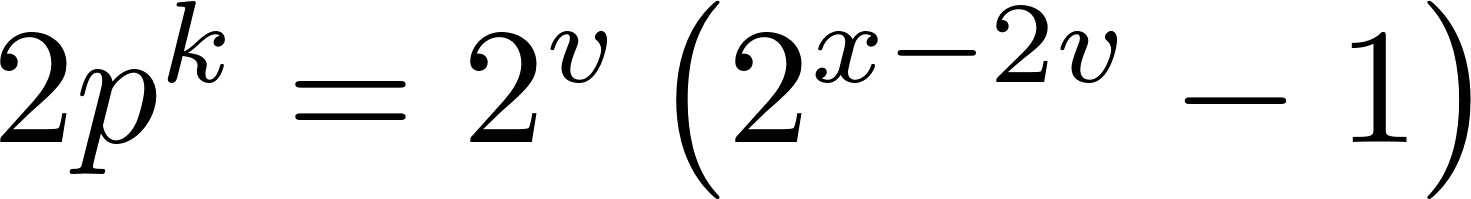 2p^k = 2^v (2^{x-2v} - 1)